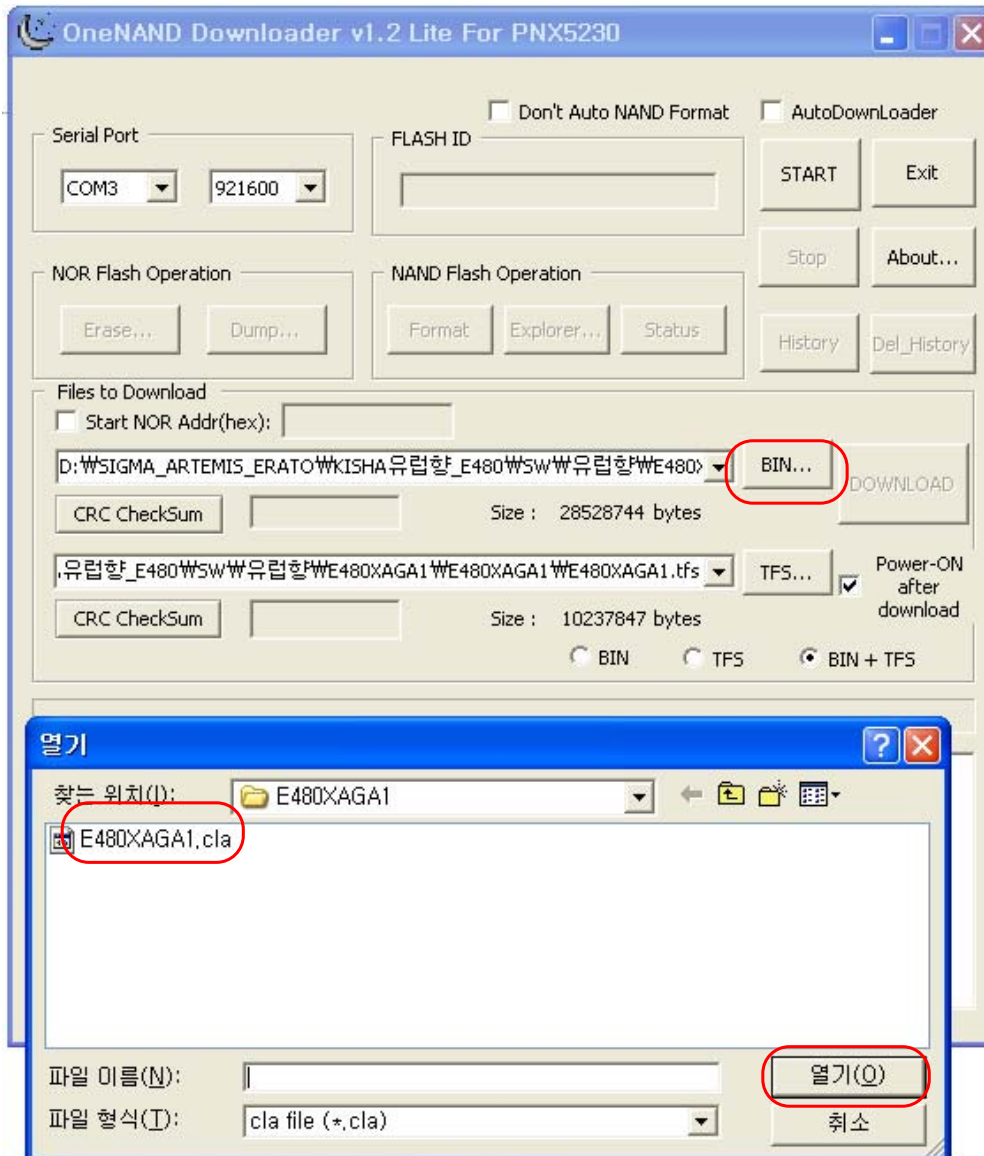 OneNAND Downloader v1.2 Lite For PNX5230
Don't Auto NAND Format
AutoDownLoader
Serial Port
COM3
921600
FLASH ID
START
Exit
Stop
About...
NOR Flash Operation
Erase...
Dump...
NAND Flash Operation
Format
Explorer...
Status
History
Del_History
Files to Download
Start NOR Addr(hex):
D:₩SIGMA_ARTEMIS_ERATO₩KISHA유럽향_E480₩SW₩유럽향₩E480X
BIN...
DOWNLOAD
CRC CheckSum
Size : 28528744 bytes
.유럽향_E480₩SW₩유럽향₩E480XAGA1₩E480XAGA1₩E480XAGA1.tfs
TFS...
Power-ON
after
download
CRC CheckSum
Size : 10237847 bytes
BIN
TFS
BIN + TFS
열기
찾는 위치(I):
E480XAGA1
E480XAGA1.cla
파일 이름(N):
열기(O)
파일 형식(T):
cla file (*.cla)
취소